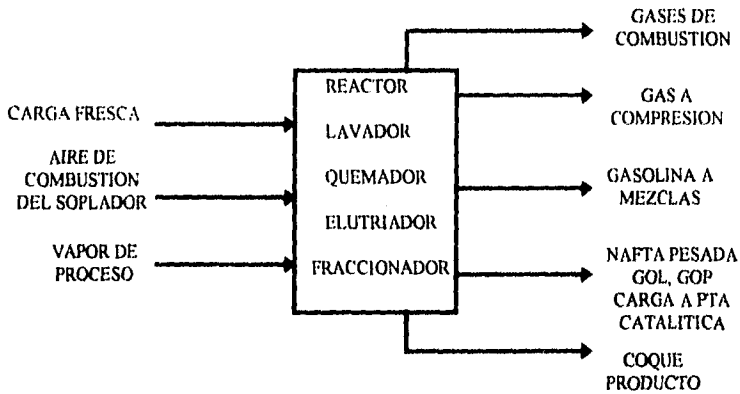 CARGA FRESCA
AIRE DE
COMBUSTION
DEL SOPLADOR
VAPOR DE
PROCESO
REACTOR
LAVADOR
QUEMADOR
ELUTRIADOR
FRACCIONADOR
GASES DE
COMBUSTION
GAS A
COMPRESION
GASOLINA A
MEZCLAS
NAFTA PESADA
GOL, GOP
CARGA A PTA
CATALITICA
COQUE
PRODUCTO